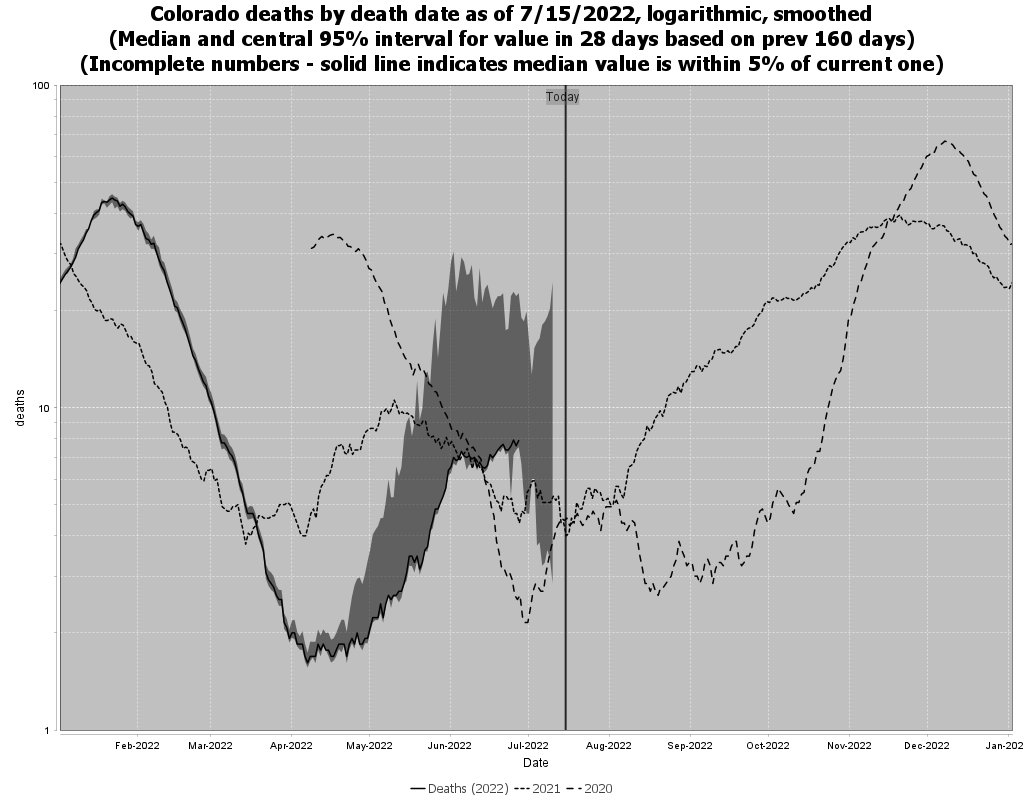 Colorado deaths by death date as of 7/15/2022, logarithmic, smoothed
(Median and central 95% interval for value in 28 days based on prev 160 days)
(Incomplete numbers - solid line indicates median value is within 5% of current one)
100
Today
10
deaths
1
Feb-2022 Mar-2022 Apr-2022 May-2022 Jun-2022 Jul-2022 Aug-2022 Sep-2022 Oct-2022 Nov-2022 Dec-2022 Jan-202
Date
Deaths (2022) 2021 2020